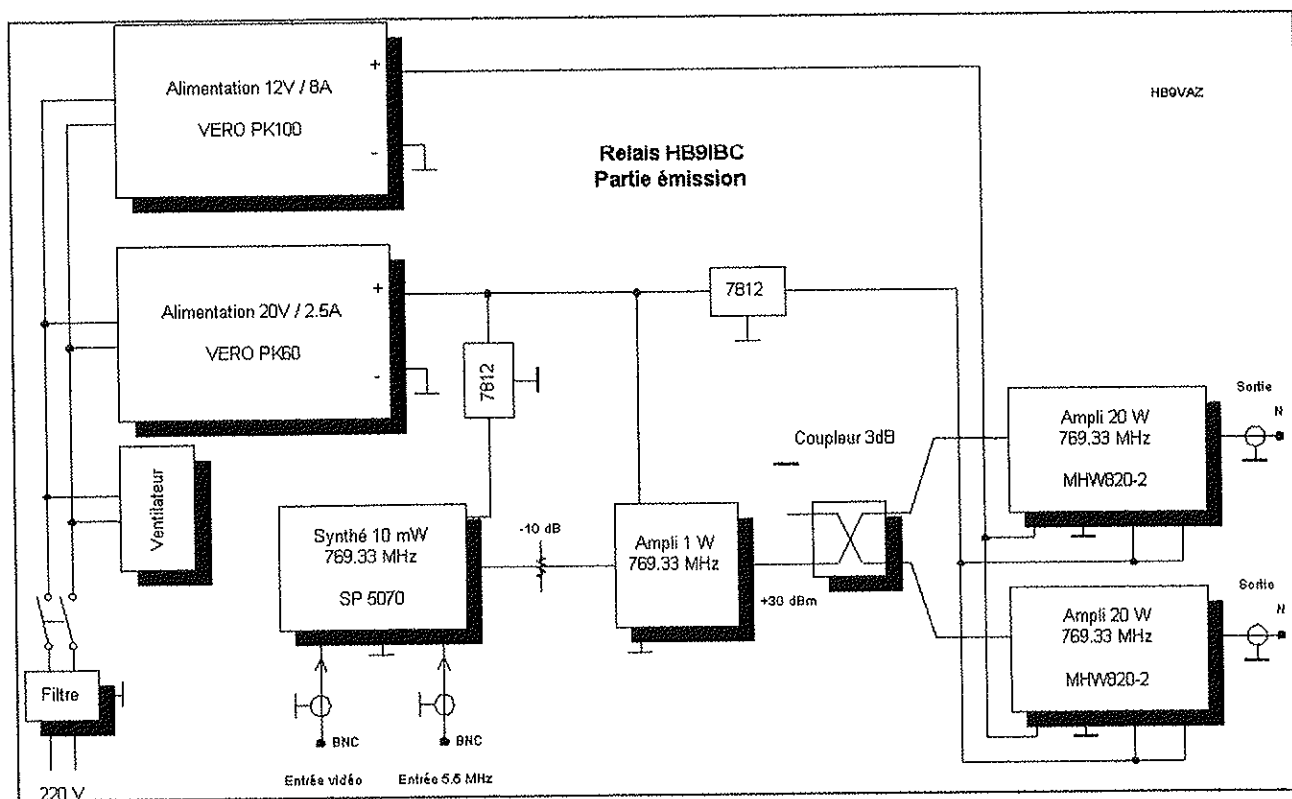 Alimentation 12V / 8A
VERO PK100
+
-
HB9VAZ
Relais HB9IBC
Partie émission
Alimentation 20V / 2.5A
VERO PK60
+
-
7812
7812
Ventilateur
Synthé 10 mW
769.33 MHz
SP 5070
-10 dB
Ampli 1 W
769.33 MHz
+30 dBm
Coupleur 3dB
Ampli 20 W
769.33 MHz
MHW820-2
Sortie
N
Ampli 20 W
769.33 MHz
MHW820-2
Sortie
N
Filtre
220 V
BNC
BNC
Entrée vidéo
Entrée 5.5 MHz